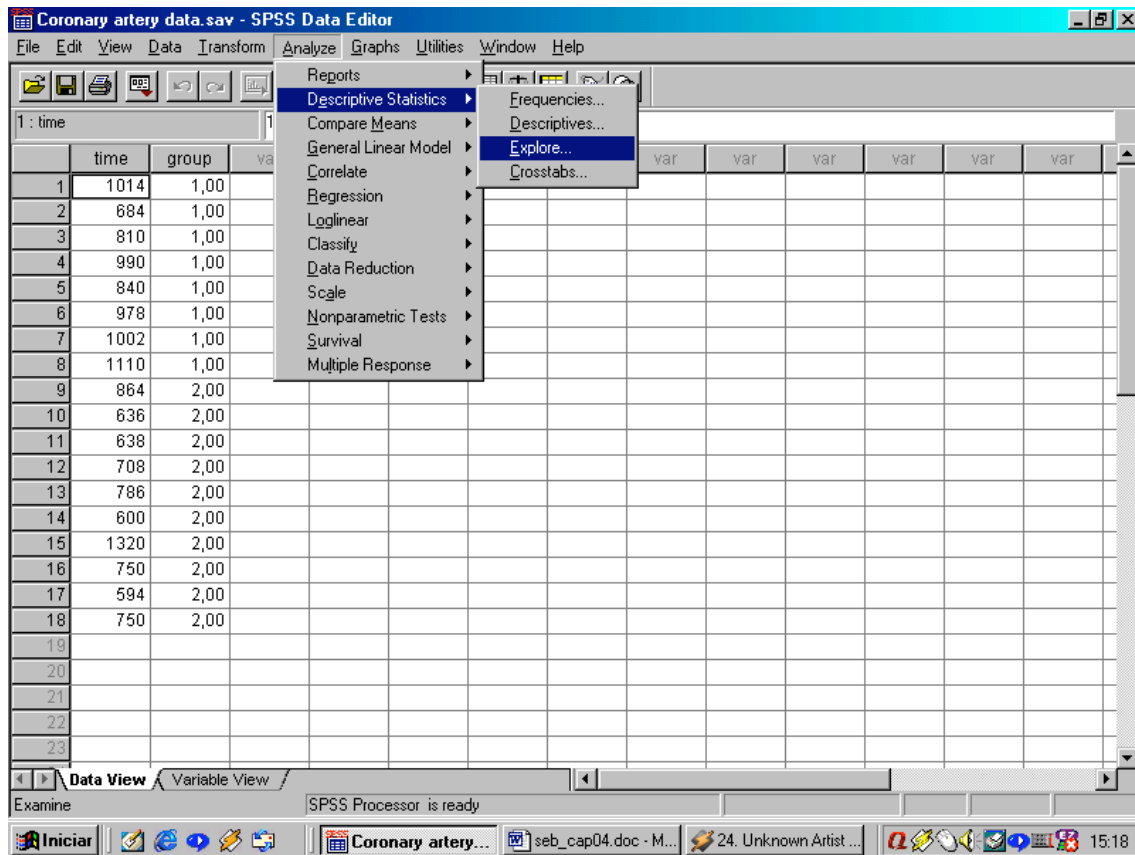 Coronary artery data.sav - SPSS Data Editor
File Edit View Data Transform Analyze Graphs Utilities Window Help
Reports
Descriptive Statistics
Compare Means
General Linear Model
Correlate
Regression
Loglinear
Classify
Data Reduction
Scale
Nonparametric Tests
Survival
Multiple Response
Frequencies...
Descriptives...
Explore...
Crosstabs...
1 : time
time group va var var var var var var
1 1014 1,00
2 684 1,00
3 810 1,00
4 990 1,00
5 840 1,00
6 978 1,00
7 1002 1,00
8 1110 1,00
9 864 2,00
10 636 2,00
11 638 2,00
12 708 2,00
13 786 2,00
14 600 2,00
15 1320 2,00
16 750 2,00
17 594 2,00
18 750 2,00
19
20
21
22
23
Data View Variable View
Examine SPSS Processor is ready
Iniciar Coronary artery... seb_cap04.doc - M... 24. Unknown Artist ... 15:18